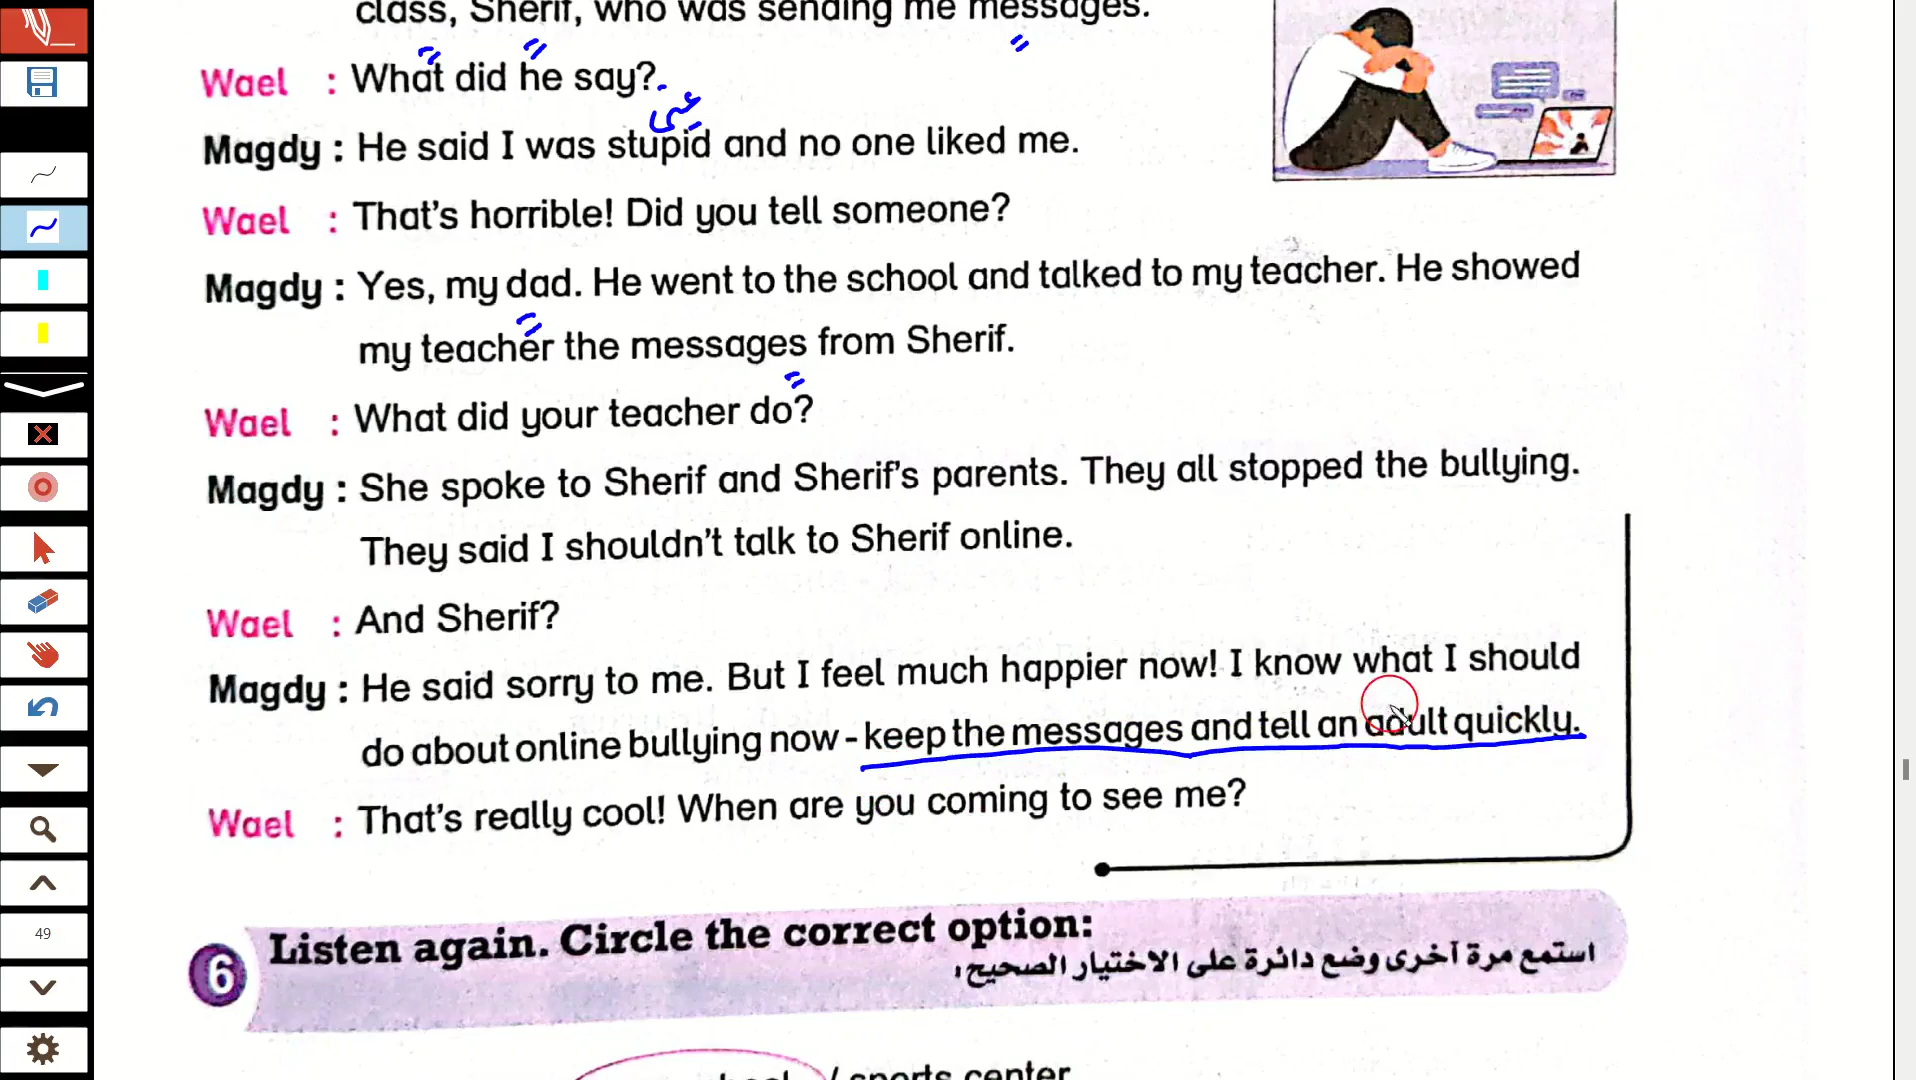 class, Sherif, who was sending me messages.
Wael : What did he say?
غبى
Magdy : He said I was stupid and no one liked me.
Wael : That's horrible! Did you tell someone?
Magdy : Yes, my dad. He went to the school and talked to my teacher. He showed
my teacher the messages from Sherif.
Wael : What did your teacher do?
Magdy : She spoke to Sherif and Sherif's parents. They all stopped the bullying.
They said I shouldn't talk to Sherif online.
Wael : And Sherif?
Magdy : He said sorry to me. But I feel much happier now! I know what I should
do about online bullying now - keep the messages and tell an adult quickly.
Wael : That's really cool! When are you coming to see me?
6 Listen again. Circle the correct option:
استمع مرة أخرى وضع دائرة على الاختيار الصحيح:
/ sports center
49